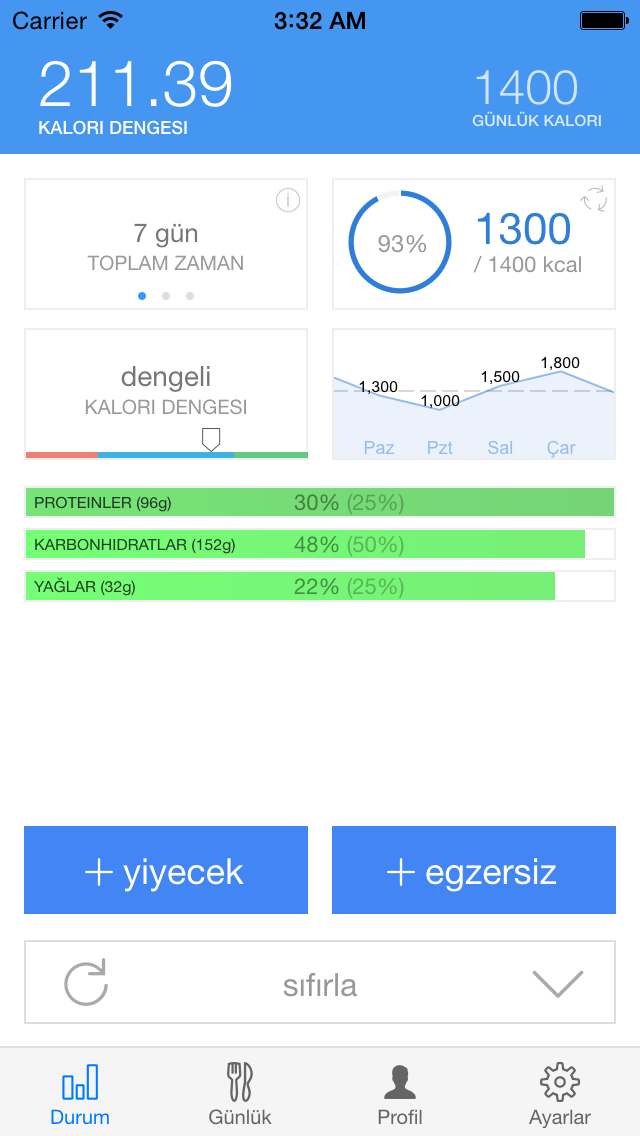 Carrier 3:32 AM
211.39
KALORI DENGESI
1400
GÜNLÜK KALORI
7 gün
TOPLAM ZAMAN
93%
1300
/ 1400 kcal
dengeli
KALORI DENGESI
1,300
1,000
1,500
1,800
Paz Pzt Sal Çar
PROTEINLER (96g) 30% (25%)
KARBONHIDRATLAR (152g) 48% (50%)
YAĞLAR (32g) 22% (25%)
+ yiyecek
+ egzersiz
sıfırla
Durum Günlük Profil Ayarlar